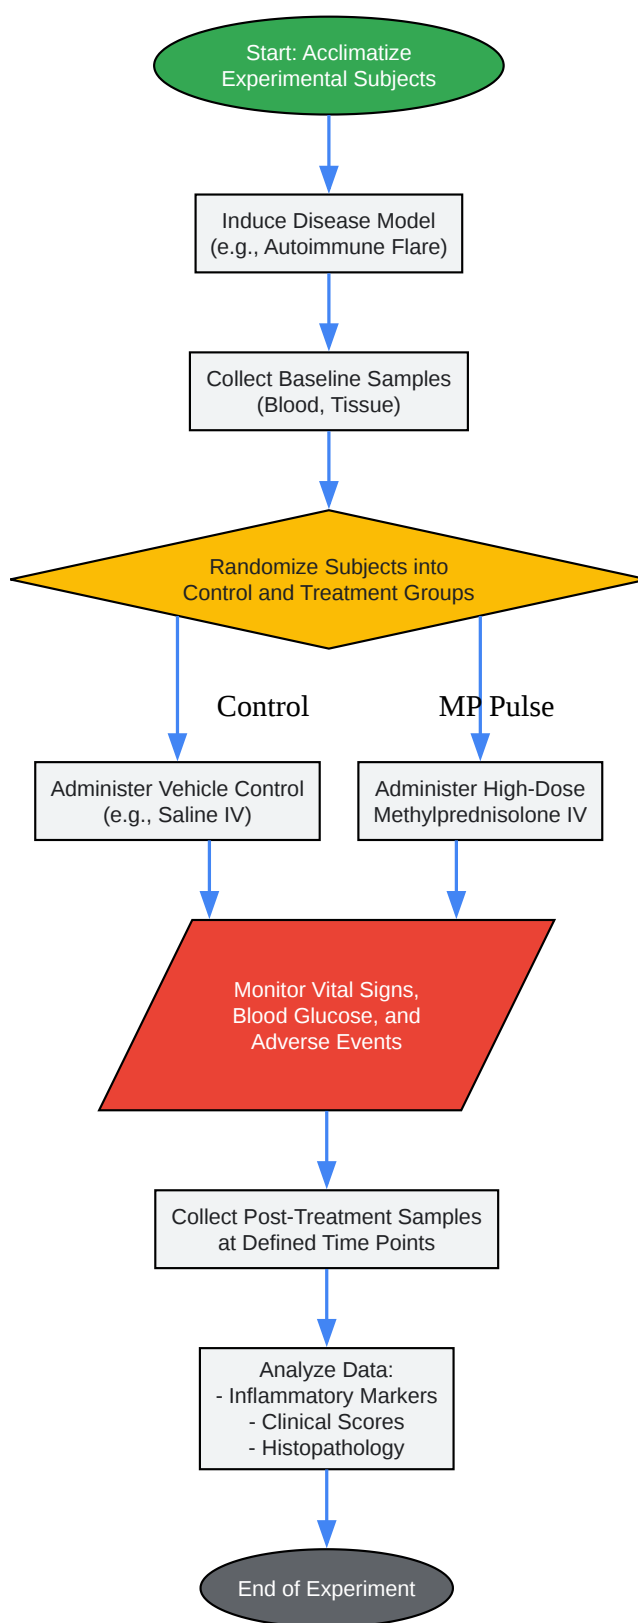 Start: Acclimatize
Experimental Subjects
Induce Disease Model
(e.g., Autoimmune Flare)
Collect Baseline Samples
(Blood, Tissue)
Randomize Subjects into
Control and Treatment Groups
Control
MP Pulse
Administer Vehicle Control
(e.g., Saline IV)
Administer High-Dose
Methylprednisolone IV
Monitor Vital Signs,
Blood Glucose, and
Adverse Events
Collect Post-Treatment Samples
at Defined Time Points
Analyze Data:
- Inflammatory Markers
- Clinical Scores
- Histopathology
End of Experiment